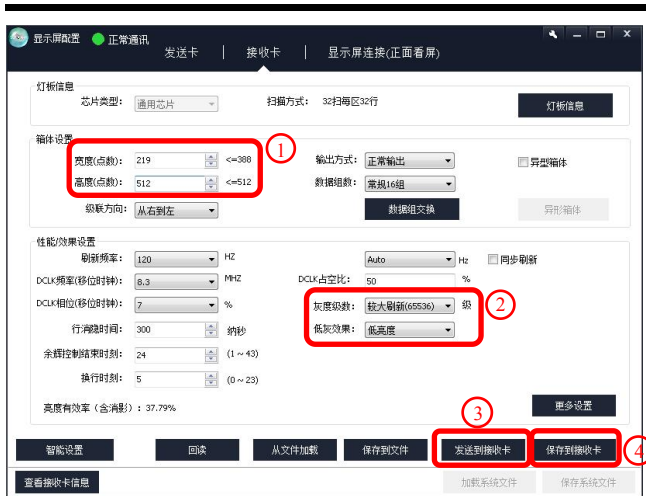 显示屏配置 正常通讯
发送卡 | 接收卡 | 显示屏连接(正面看屏)
灯板信息
芯片类型: 通用芯片 扫描方式: 32扫每区32行 灯板信息
箱体设置
①
宽度(点数): 219 <=388 输出方式: 正常输出 异型箱体
高度(点数): 512 <=512 数据组数: 常规16组
级联方向: 从右到左 数据组交换 异形箱体
性能/效果设置
刷新频率: 120 HZ Auto Hz 同步刷新
DCLK频率(移位时钟): 8.3 MHZ DCLK占空比: 50 %
DCLK相位(移位时钟): 7 % 灰度级数: 较大刷新(65536) 级 ②
行消隐时间: 300 纳秒 低灰效果: 低亮度
余辉控制结束时刻: 24 (1~43)
换行时刻: 5 (0~23)
亮度有效率(含消影): 37.79% 更多设置
③
智能设置 回读 从文件加载 保存到文件 发送到接收卡 保存到接收卡 ④
查看接收卡信息 加载系统文件 保存系统文件